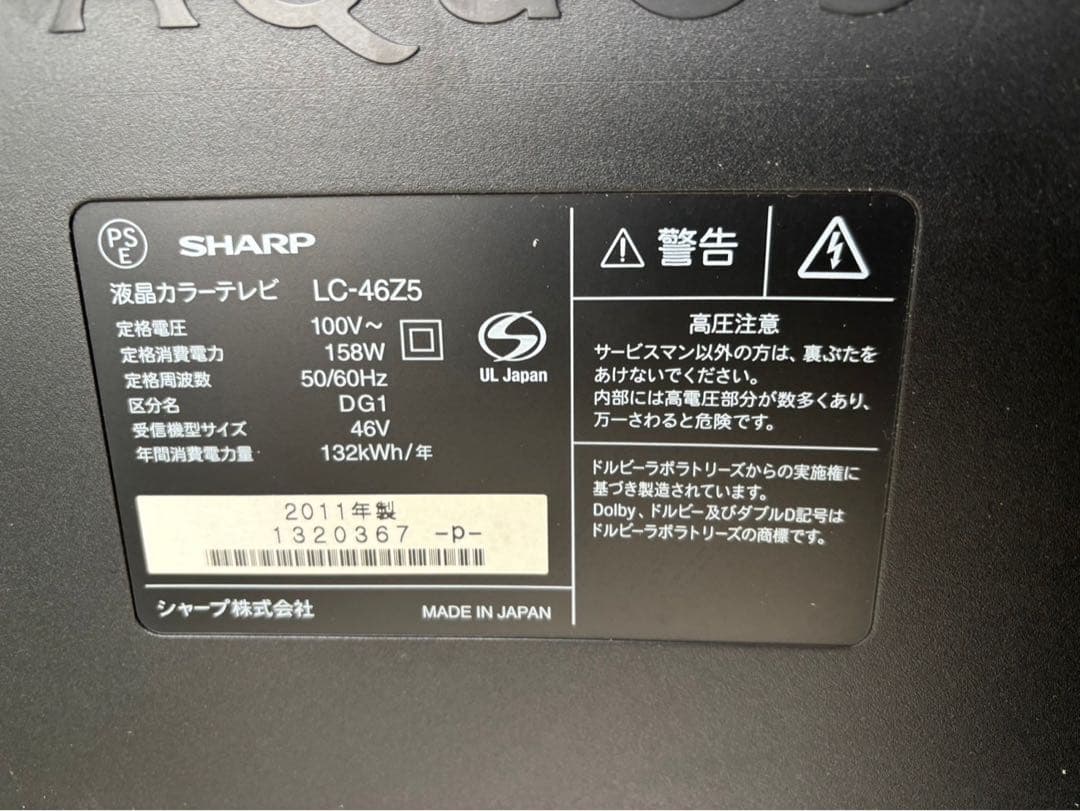 AQUOS
PSE
SHARP
液晶カラーテレビ LC-46Z5
定格電圧 100V～
定格消費電力 158W
定格周波数 50/60Hz
区分名 DG1
受信機型サイズ 46V
年間消費電力量 132kWh/年
UL Japan
2011年製
1320367 -p-
シャープ株式会社 MADE IN JAPAN
警告
高圧注意
サービスマン以外の方は、裏ぶたを
あけないでください。
内部には高電圧部分が数多くあり、
万一さわると危険です。
ドルビーラボラトリーズからの実施権に
基づき製造されています。
Dolby、ドルビー及びダブルD記号は
ドルビーラボラトリーズの商標です。